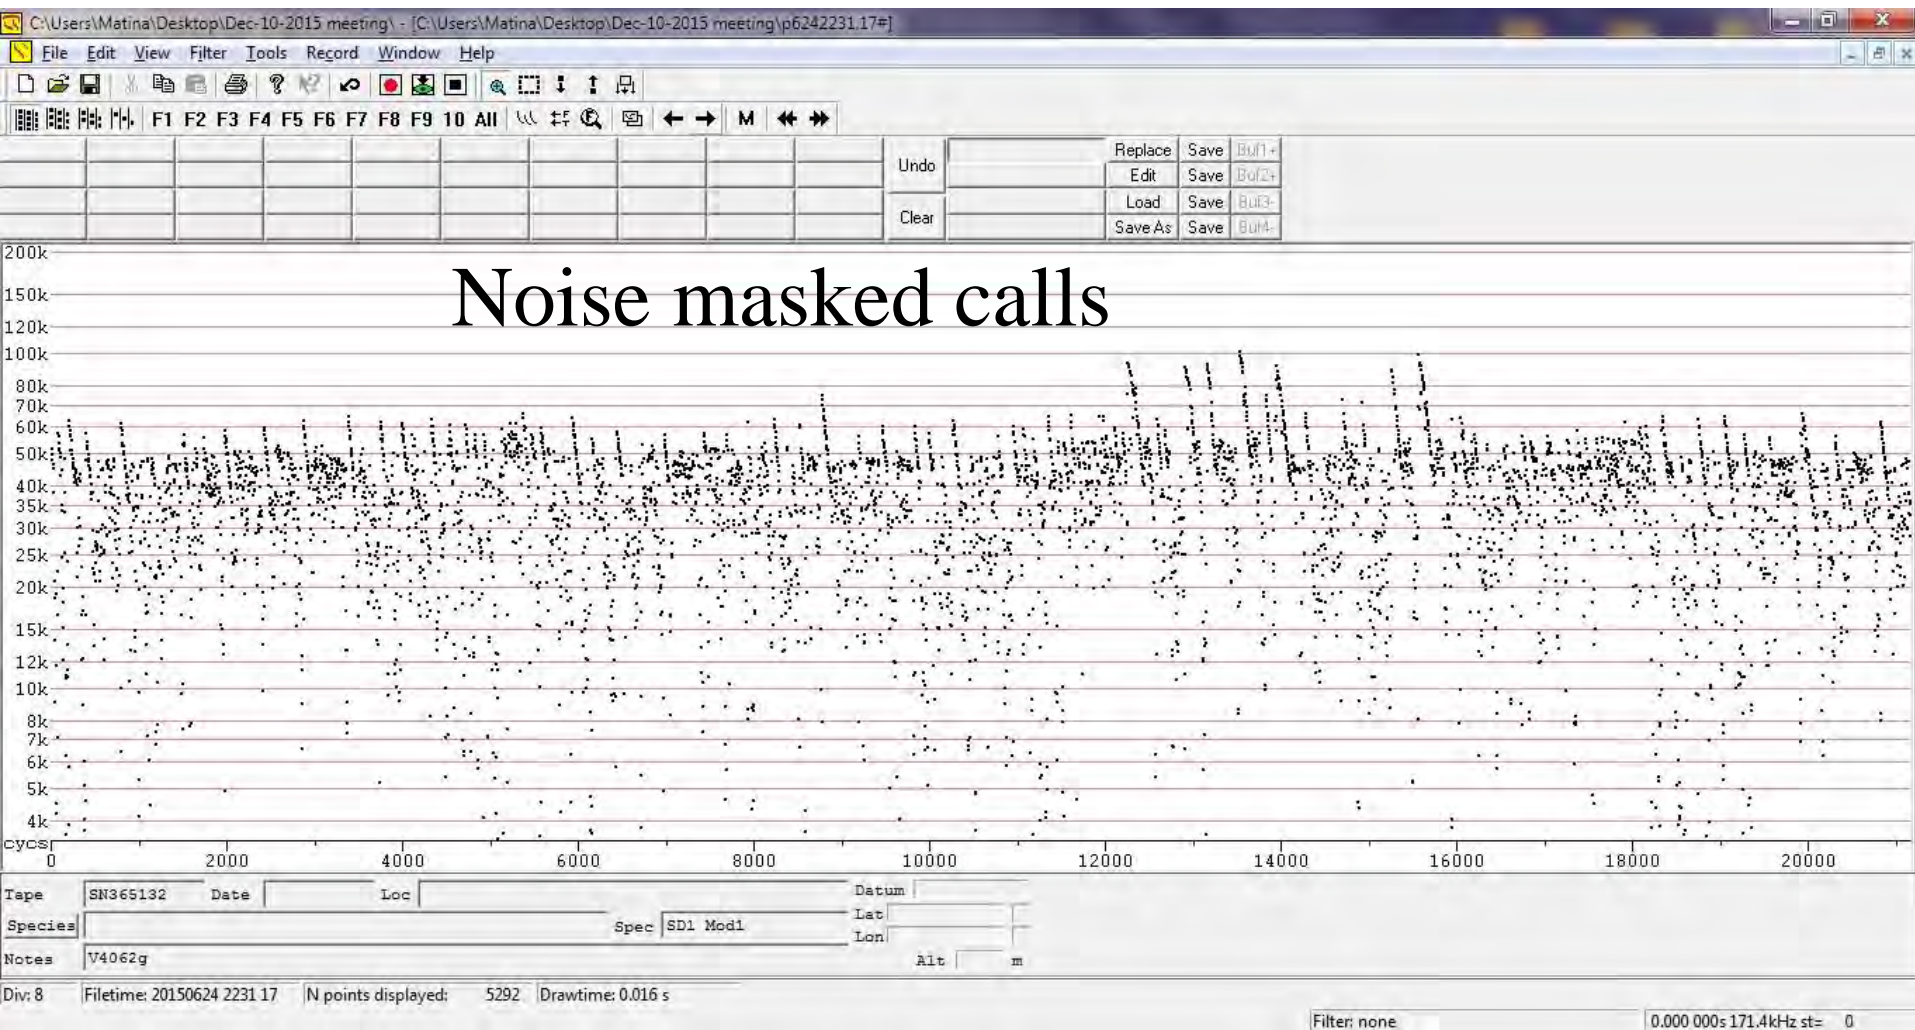 C:\Users\Matina\Desktop\Dec-10-2015 meeting\ - [C:\Users\Matina\Desktop\Dec-10-2015 meeting\p6242231.17#]
File Edit View Filter Tools Record Window Help
F1 F2 F3 F4 F5 F6 F7 F8 F9 10 All M
Undo Replace Save Buf1+
Edit Save Buf2+
Clear Load Save Buf3-
Save As Save Buf4-
Noise masked calls
200k
150k
120k
100k
80k
70k
60k
50k
40k
35k
30k
25k
20k
15k
12k
10k
8k
7k
6k
5k
4k
cycs
0 2000 4000 6000 8000 10000 12000 14000 16000 18000 20000
Tape SN365132 Date Loc Datum
Species Spec SD1 Mod1 Lat
Lon
Notes V4062g Alt m
Div: 8 Filetime: 20150624 2231 17 N points displayed: 5292 Drawtime: 0.016 s
Filter: none 0.000 000s 171.4kHz st= 0